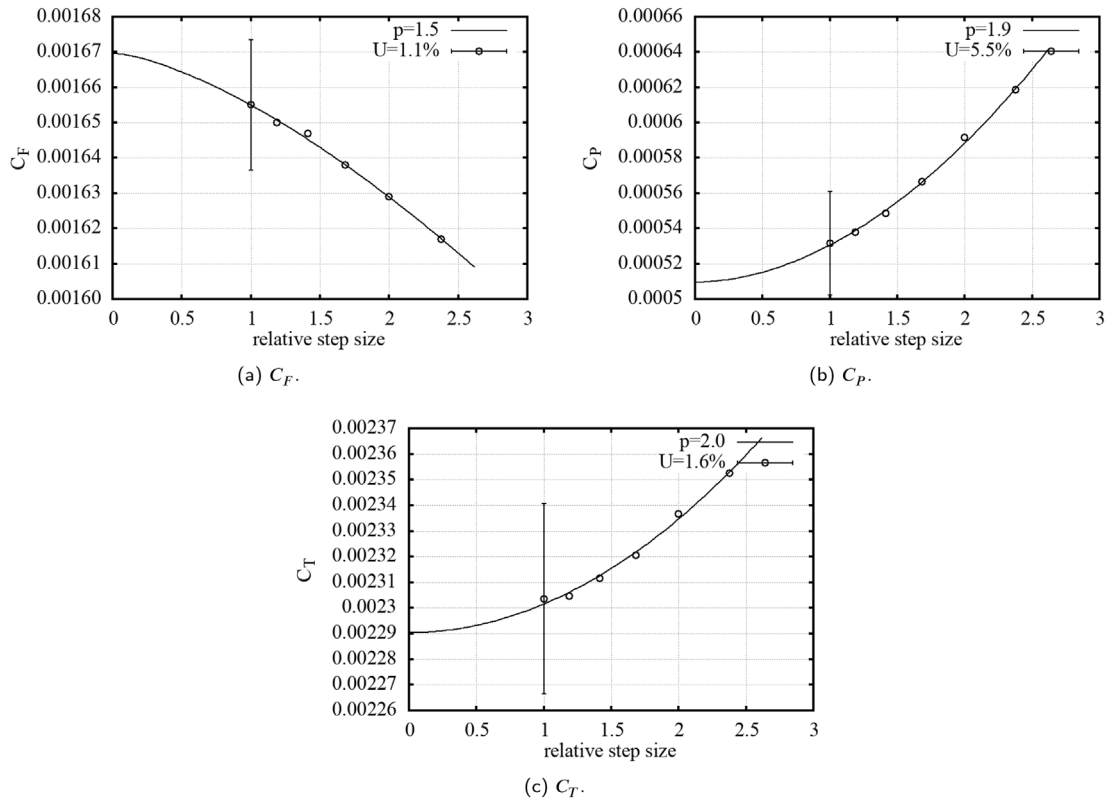 0.00168
0.00167
0.00166
0.00165
0.00164
0.00163
0.00162
0.00161
0.00160
C_F
p=1.5
U=1.1%
0 0.5 1 1.5 2 2.5 3
relative step size
(a) C_F.
0.00066
0.00064
0.00062
0.0006
0.00058
0.00056
0.00054
0.00052
0.0005
C_P
p=1.9
U=5.5%
0 0.5 1 1.5 2 2.5 3
relative step size
(b) C_P.
0.00237
0.00236
0.00235
0.00234
0.00233
0.00232
0.00231
0.0023
0.00229
0.00228
0.00227
0.00226
C_T
p=2.0
U=1.6%
0 0.5 1 1.5 2 2.5 3
relative step size
(c) C_T.